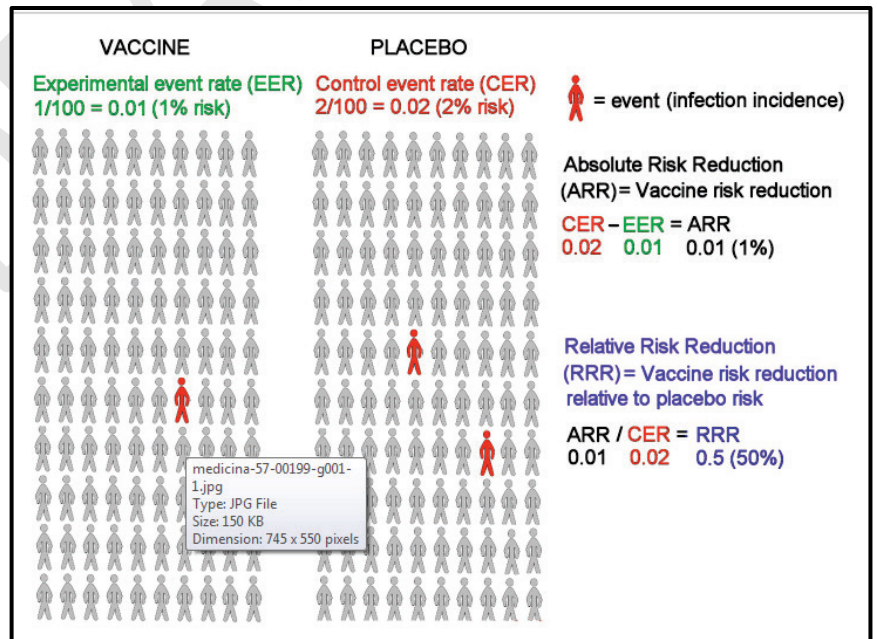 VACCINE
Experimental event rate (EER)
1/100 = 0.01 (1% risk)
PLACEBO
Control event rate (CER)
2/100 = 0.02 (2% risk)
= event (infection incidence)
Absolute Risk Reduction
(ARR)= Vaccine risk reduction
CER – EER = ARR
0.02 0.01 0.01 (1%)
Relative Risk Reduction
(RRR)= Vaccine risk reduction
relative to placebo risk
ARR / CER = RRR
0.01 0.02 0.5 (50%)
medicina-57-00199-g001-
1.jpg
Type: JPG File
Size: 150 KB
Dimension: 745 x 550 pixels